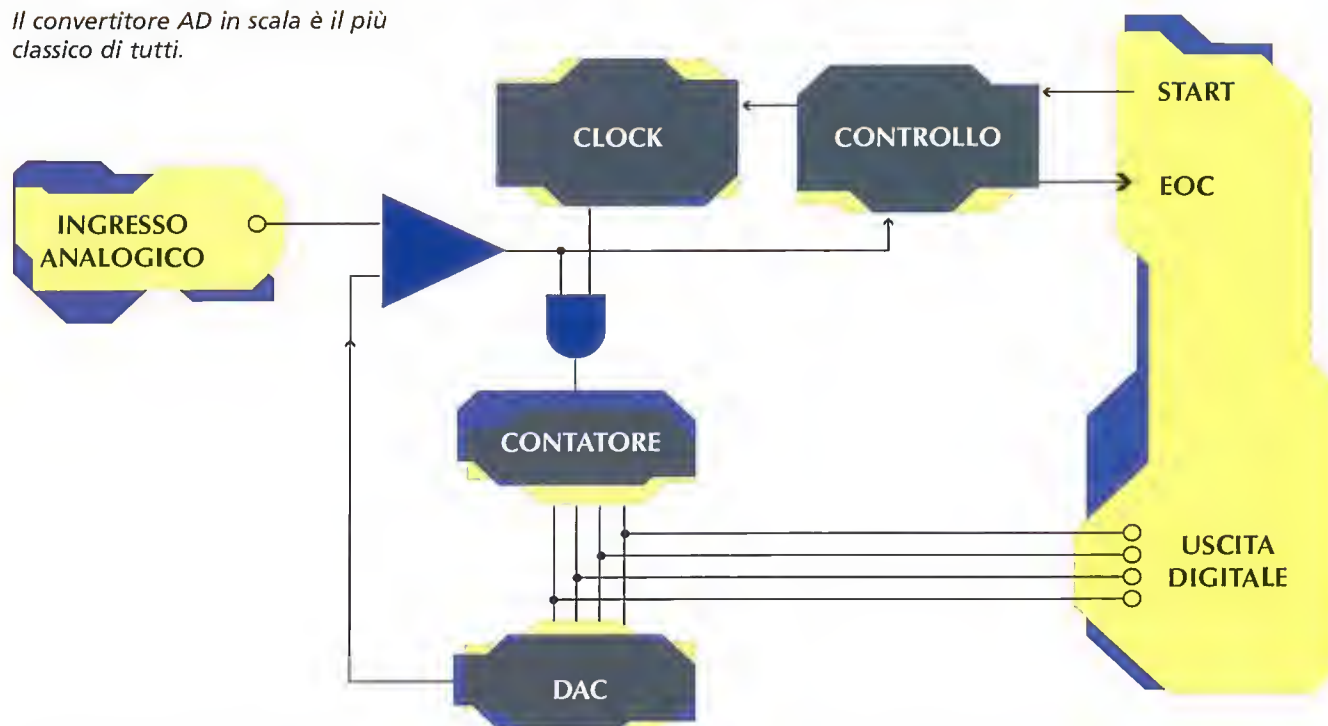 Il convertitore AD in scala è il più
classico di tutti.
CLOCK
CONTROLLO
START
EOC
INGRESSO
ANALOGICO
CONTATORE
USCITA
DIGITALE
DAC